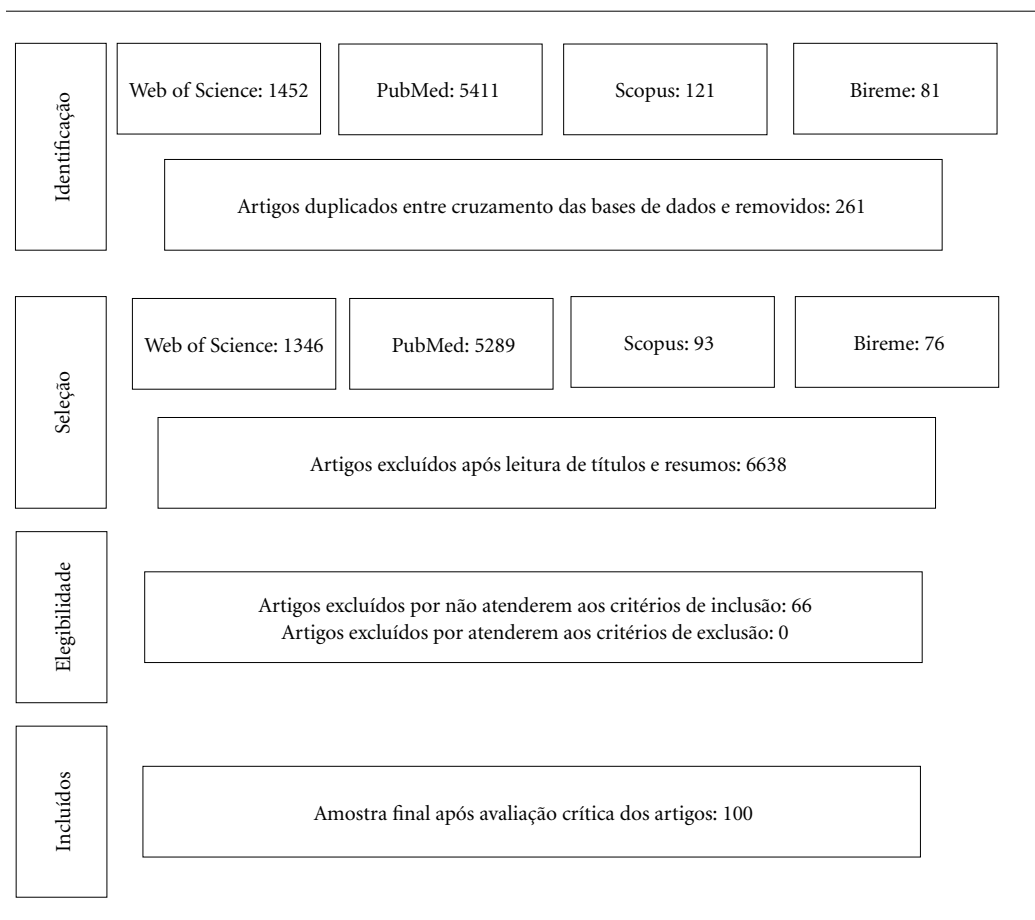 Identificação
Web of Science: 1452
PubMed: 5411
Scopus: 121
Bireme: 81
Artigos duplicados entre cruzamento das bases de dados e removidos: 261
Seleção
Web of Science: 1346
PubMed: 5289
Scopus: 93
Bireme: 76
Artigos excluídos após leitura de títulos e resumos: 6638
Elegibilidade
Artigos excluídos por não atenderem aos critérios de inclusão: 66
Artigos excluídos por atenderem aos critérios de exclusão: 0
Incluídos
Amostra final após avaliação crítica dos artigos: 100